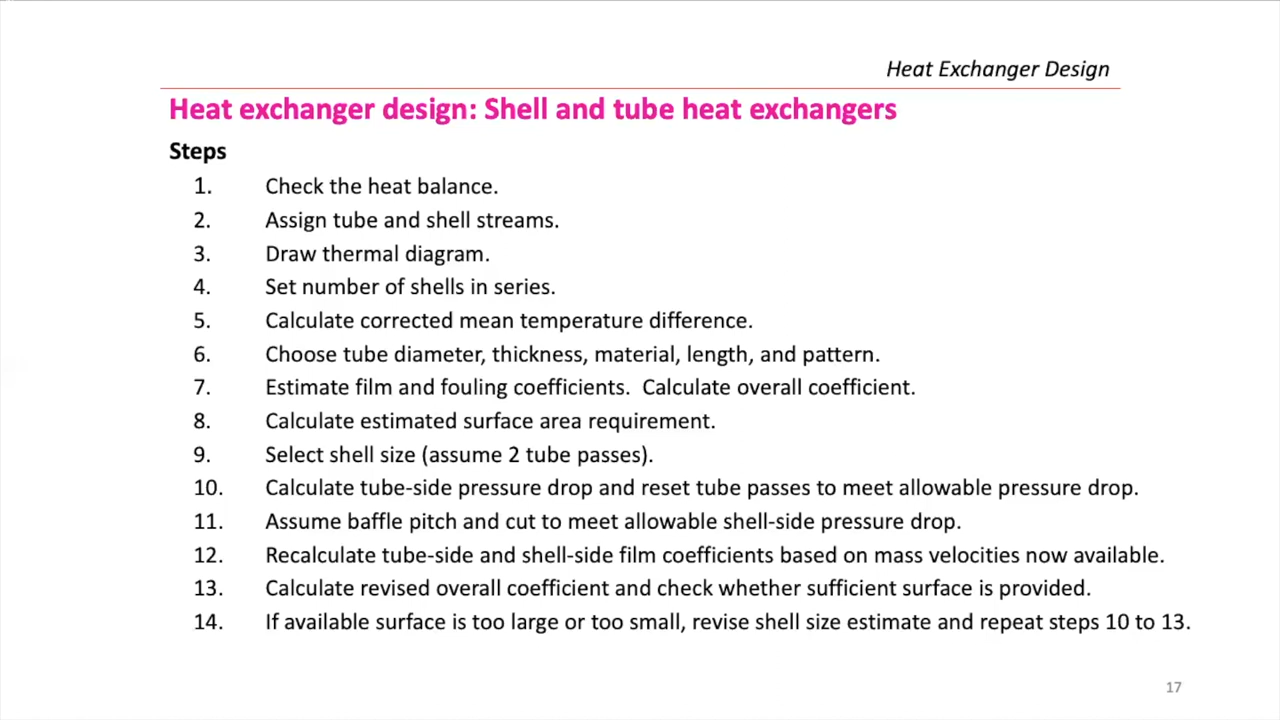 Heat Exchanger Design
Heat exchanger design: Shell and tube heat exchangers
Steps
1. Check the heat balance.
2. Assign tube and shell streams.
3. Draw thermal diagram.
4. Set number of shells in series.
5. Calculate corrected mean temperature difference.
6. Choose tube diameter, thickness, material, length, and pattern.
7. Estimate film and fouling coefficients. Calculate overall coefficient.
8. Calculate estimated surface area requirement.
9. Select shell size (assume 2 tube passes).
10. Calculate tube-side pressure drop and reset tube passes to meet allowable pressure drop.
11. Assume baffle pitch and cut to meet allowable shell-side pressure drop.
12. Recalculate tube-side and shell-side film coefficients based on mass velocities now available.
13. Calculate revised overall coefficient and check whether sufficient surface is provided.
14. If available surface is too large or too small, revise shell size estimate and repeat steps 10 to 13.
17